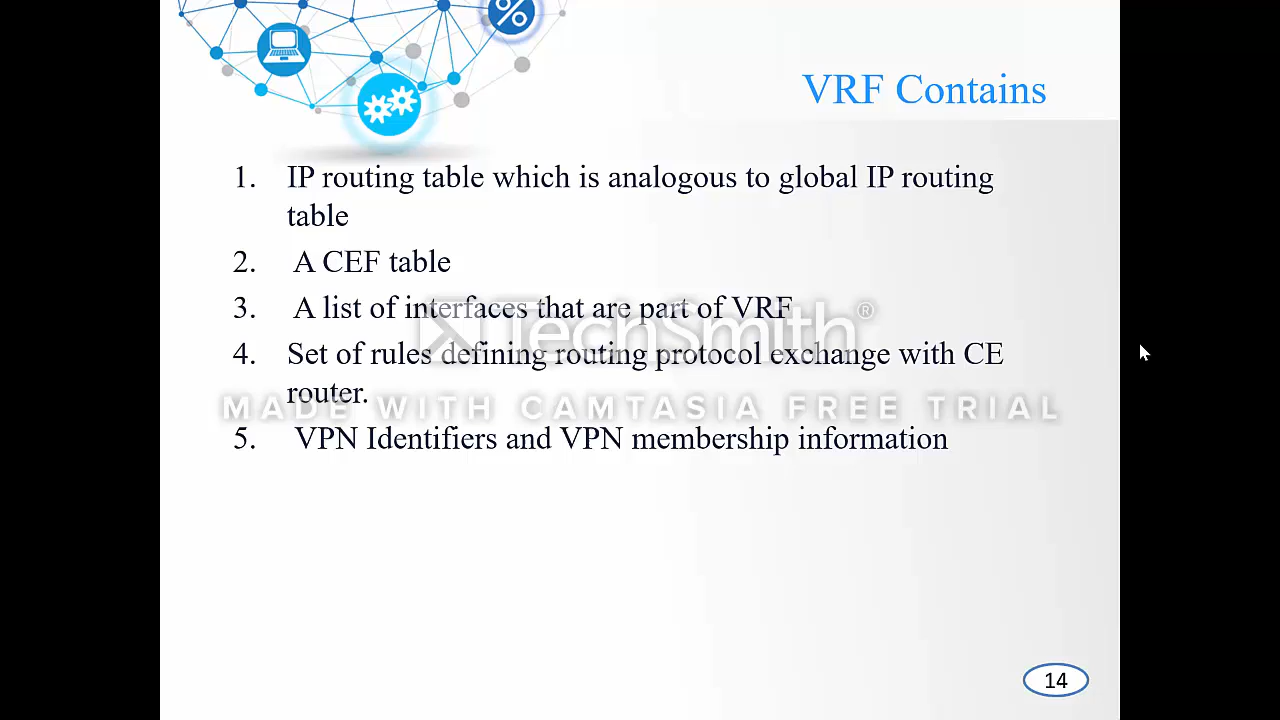 %
VRF Contains
1. IP routing table which is analogous to global IP routing
table
2. A CEF table
3. A list of interfaces that are part of VRF
TechSmith®
4. Set of rules defining routing protocol exchange with CE
router.
MADE WITH CAMTASIA FREE TRIAL
5. VPN Identifiers and VPN membership information
14